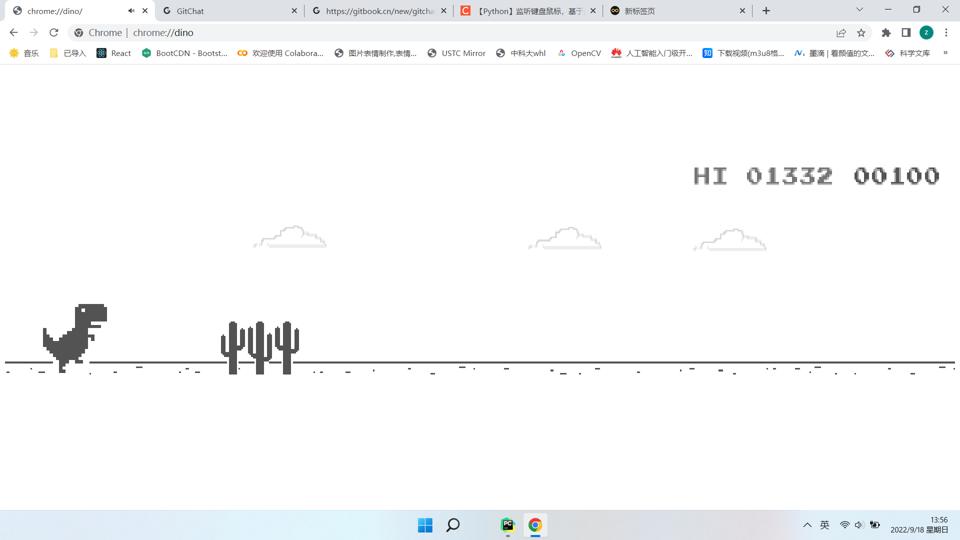 chrome://dino/
GitChat
https://gitbook.cn/new/gitcha
【Python】监听键盘鼠标，基于
新标签页
Chrome | chrome://dino
音乐
已导入
React
BootCDN - Bootst...
欢迎使用 Colabora...
图片表情制作,表情...
USTC Mirror
中科大whl
OpenCV
人工智能入门级开...
下载视频(m3u8格...
墨滴 | 看颜值的文...
科学文库
»
HI 01332 00100
英
13:56
2022/9/18 星期日